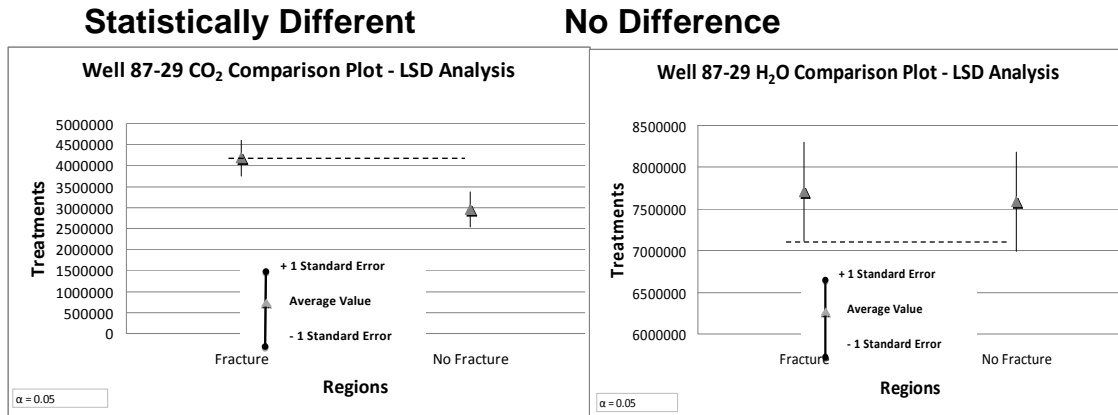 Statistically Different
No Difference
Well 87-29 CO₂ Comparison Plot - LSD Analysis
Treatments
5000000
4500000
4000000
3500000
3000000
2500000
2000000
1500000
1000000
500000
0
+ 1 Standard Error
Average Value
- 1 Standard Error
Fracture
No Fracture
Regions
α = 0.05
Well 87-29 H₂O Comparison Plot - LSD Analysis
Treatments
8500000
8000000
7500000
7000000
6500000
6000000
+ 1 Standard Error
Average Value
- 1 Standard Error
Fracture
No Fracture
Regions
α = 0.05